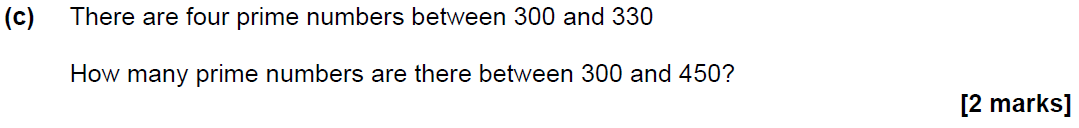 (c) There are four prime numbers between 300 and 330
How many prime numbers are there between 300 and 450?
[2 marks]